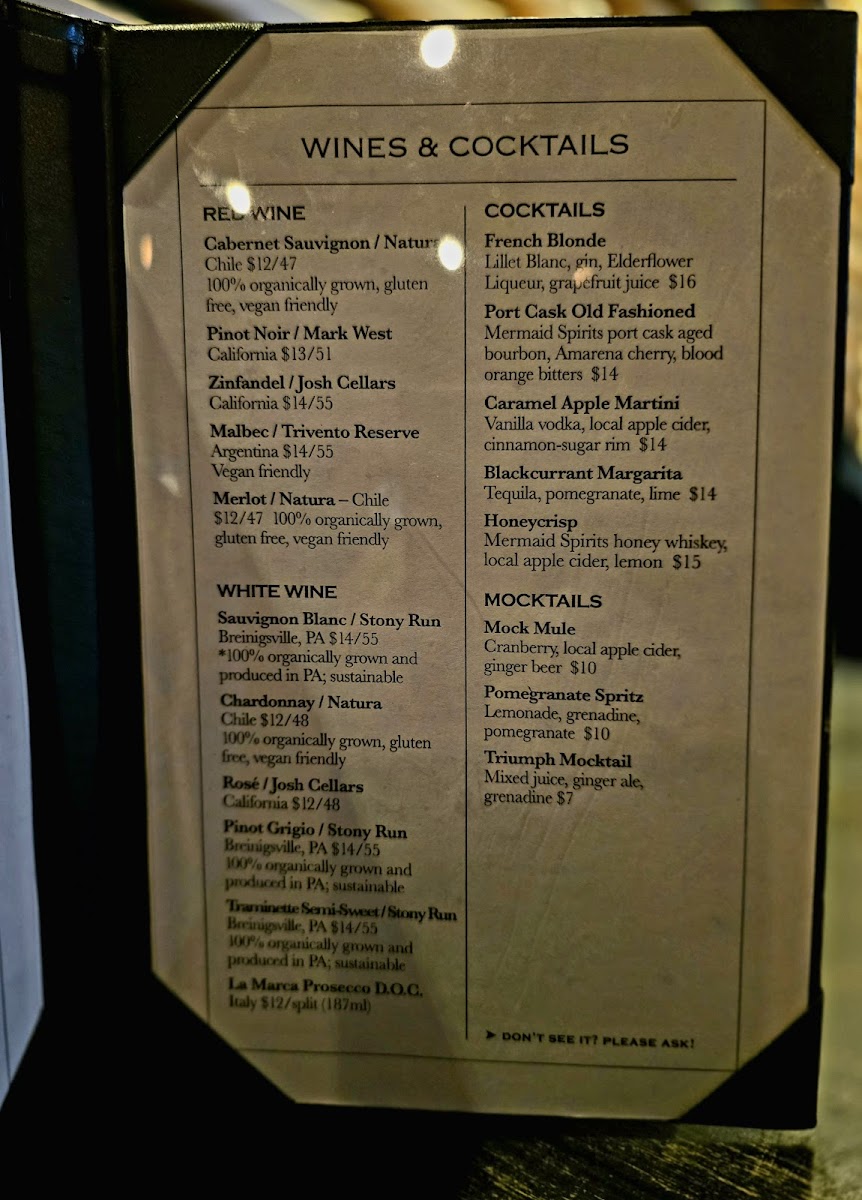 WINES & COCKTAILS
RED WINE
Cabernet Sauvignon / Natura
Chile $12/47
100% organically grown, gluten
free, vegan friendly
Pinot Noir / Mark West
California $13/51
Zinfandel / Josh Cellars
California $14/55
Malbec / Trivento Reserve
Argentina $14/55
Vegan friendly
Merlot / Natura – Chile
$12/47 100% organically grown,
gluten free, vegan friendly
WHITE WINE
Sauvignon Blanc / Stony Run
Breinigsville, PA $14/55
*100% organically grown and
produced in PA; sustainable
Chardonnay / Natura
Chile $12/48
100% organically grown, gluten
free, vegan friendly
Rosé / Josh Cellars
California $12/48
Pinot Grigio / Stony Run
Breinigsville, PA $14/55
100% organically grown and
produced in PA; sustainable
Traminette Semi-Sweet / Stony Run
Breinigsville, PA $14/55
100% organically grown and
produced in PA; sustainable
La Marca Prosecco D.O.C.
Italy $12/split (187ml)
COCKTAILS
French Blonde
Lillet Blanc, gin, Elderflower
Liqueur, grapefruit juice $16
Port Cask Old Fashioned
Mermaid Spirits port cask aged
bourbon, Amarena cherry, blood
orange bitters $14
Caramel Apple Martini
Vanilla vodka, local apple cider,
cinnamon-sugar rim $14
Blackcurrant Margarita
Tequila, pomegranate, lime $14
Honeycrisp
Mermaid Spirits honey whiskey,
local apple cider, lemon $15
MOCKTAILS
Mock Mule
Cranberry, local apple cider,
ginger beer $10
Pomegranate Spritz
Lemonade, grenadine,
pomegranate $10
Triumph Mocktail
Mixed juice, ginger ale,
grenadine $7
➤ DON'T SEE IT? PLEASE ASK!